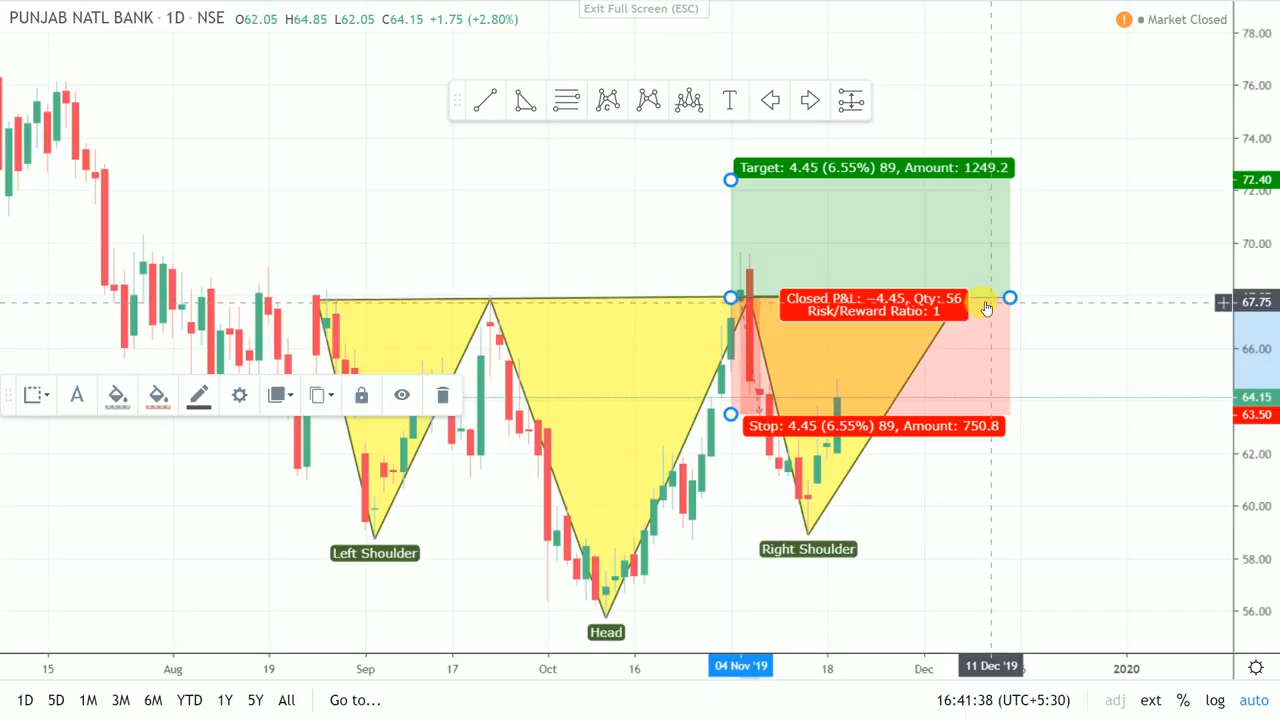 PUNJAB NATL BANK · 1D · NSE O62.05 H64.85 L62.05 C64.15 +1.75 (+2.80%)
Exit Full Screen (ESC)
Market Closed
78.00
76.00
74.00
72.40
72.00
70.00
67.75
66.00
64.15
63.50
62.00
60.00
58.00
56.00
C
T
Target: 4.45 (6.55%) 89, Amount: 1249.2
Closed P&L: −4.45, Qty: 56
Risk/Reward Ratio: 1
A
Stop: 4.45 (6.55%) 89, Amount: 750.8
Left Shoulder
Right Shoulder
Head
15 Aug 19 Sep 17 Oct 16 04 Nov '19 18 Dec 11 Dec '19 2020
1D 5D 1M 3M 6M YTD 1Y 5Y All Go to... 16:41:38 (UTC+5:30) adj ext % log auto